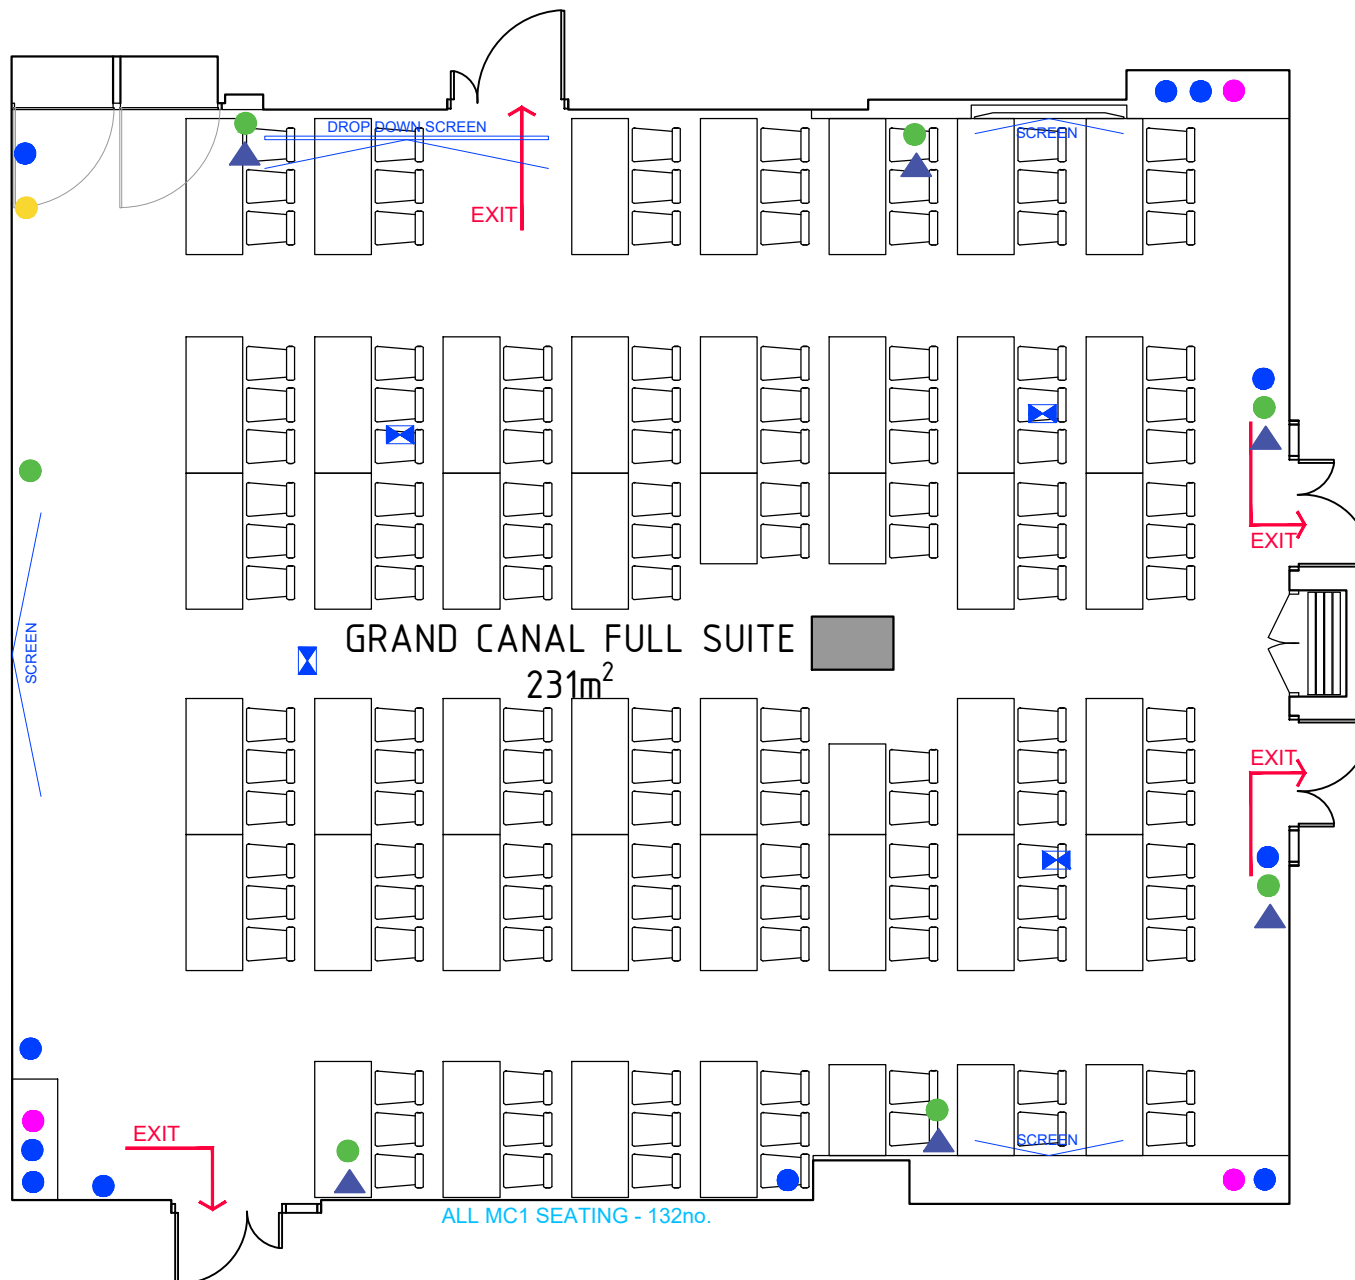 DROP DOWN SCREEN
SCREEN
EXIT
EXIT
SCREEN
GRAND CANAL FULL SUITE
231m²
EXIT
EXIT
SCREEN
ALL MC1 SEATING - 132no.